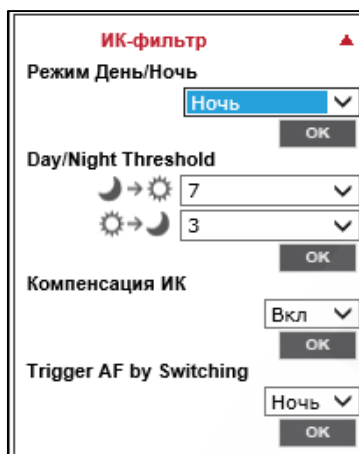 ИК-фильтр
Режим День/Ночь
Ночь
OK
Day/Night Threshold
7
3
OK
Компенсация ИК
Вкл
OK
Trigger AF by Switching
Ночь
OK